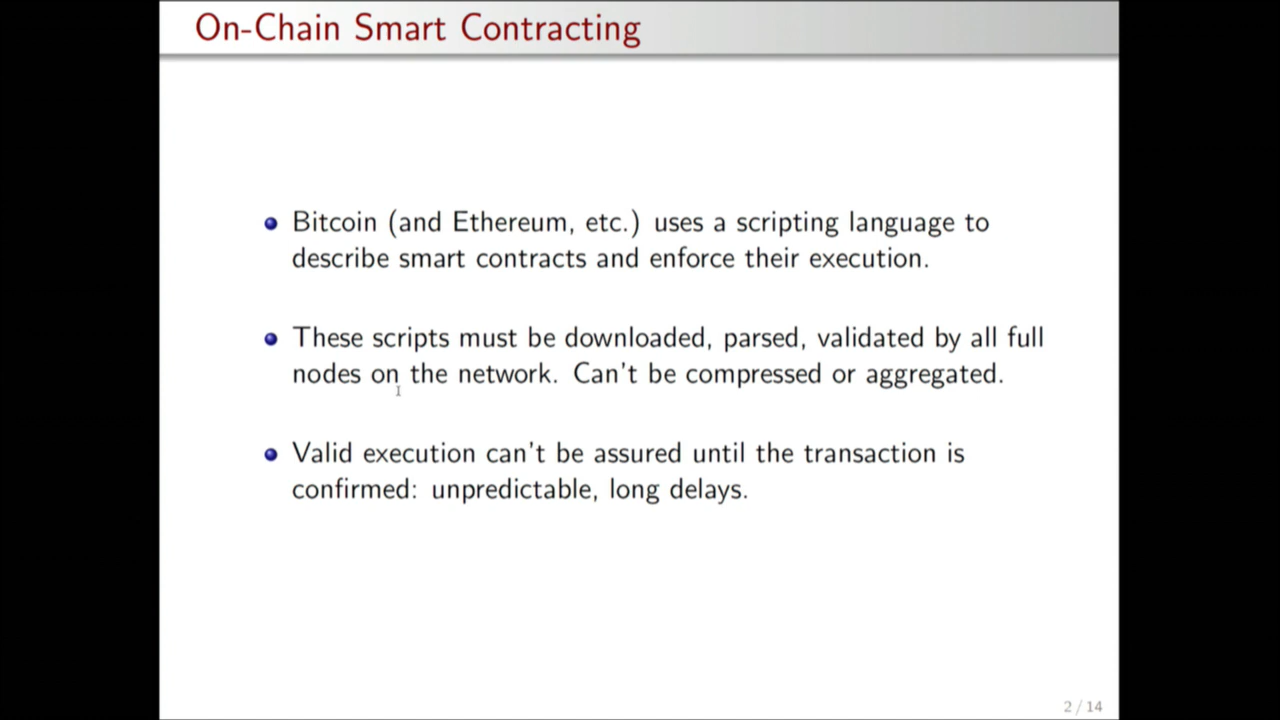 On-Chain Smart Contracting
Bitcoin (and Ethereum, etc.) uses a scripting language to
describe smart contracts and enforce their execution.
These scripts must be downloaded, parsed, validated by all full
nodes on the network. Can't be compressed or aggregated.
Valid execution can't be assured until the transaction is
confirmed: unpredictable, long delays.
2 / 14